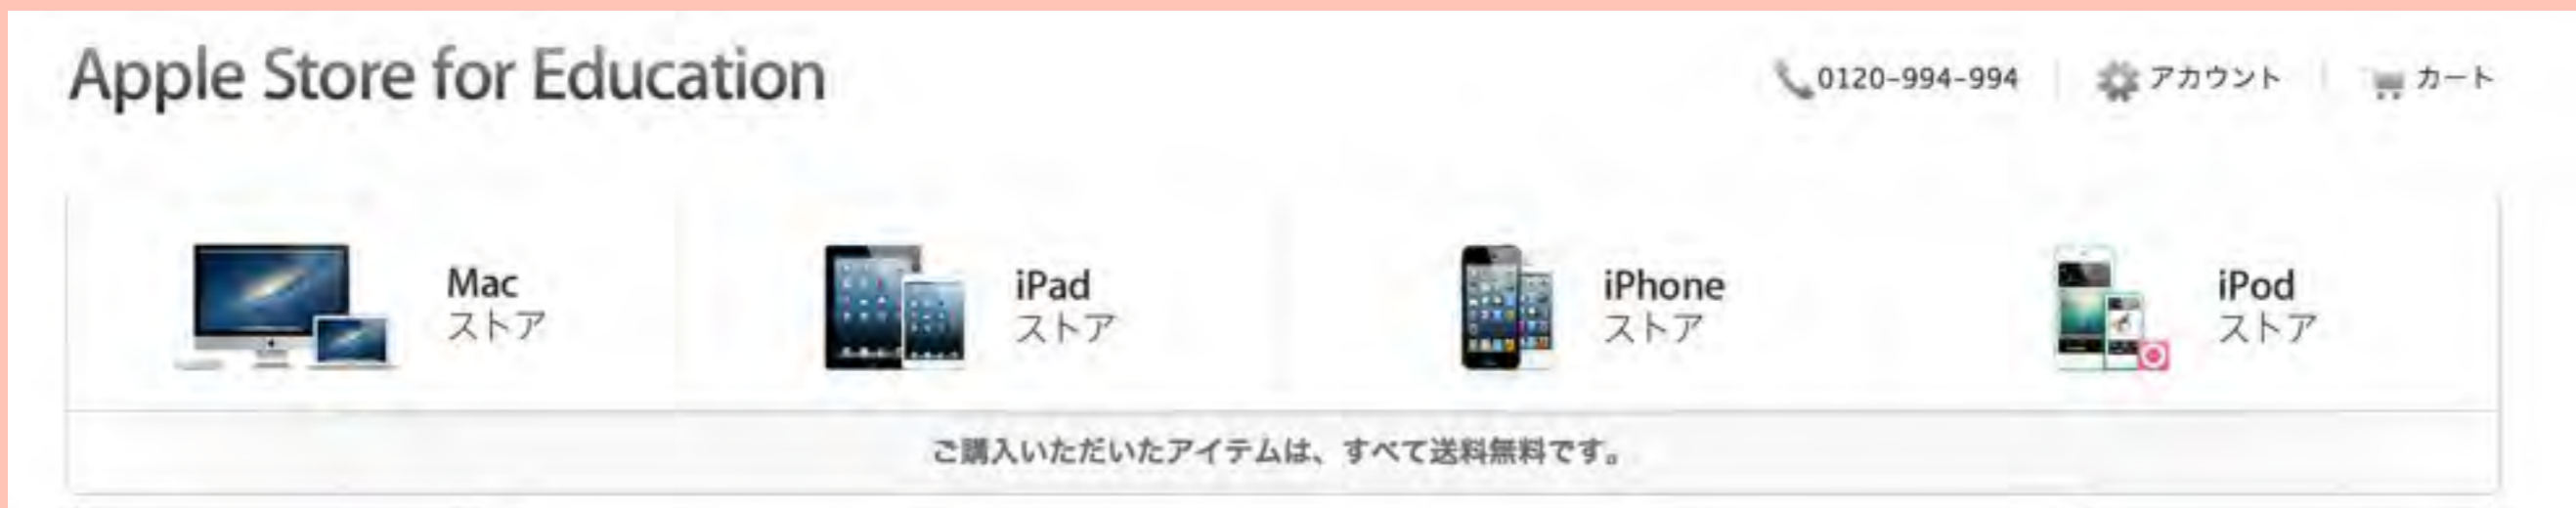 Apple Store for Education
0120-994-994
アカウント
カート
Mac
ストア
iPad
ストア
iPhone
ストア
iPod
ストア
ご購入いただいたアイテムは、すべて送料無料です。